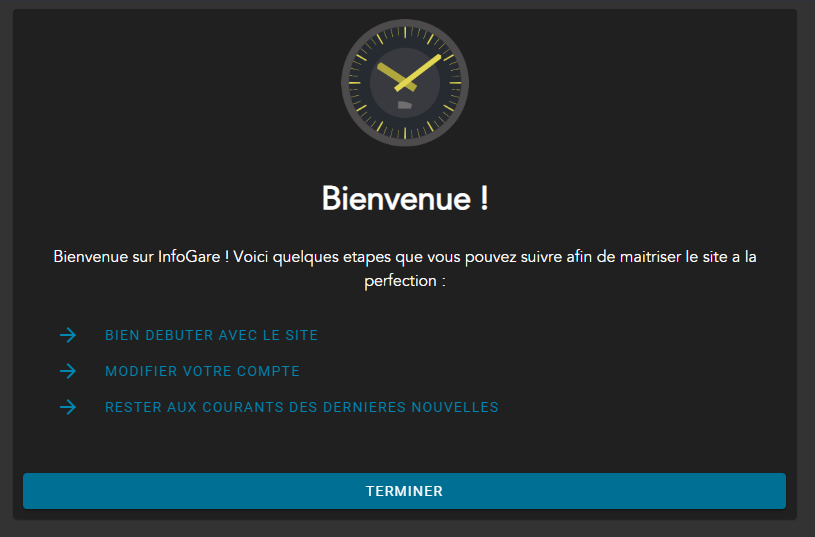 Bienvenue !
Bienvenue sur InfoGare ! Voici quelques etapes que vous pouvez suivre afin de maitriser le site a la
perfection :
BIEN DEBUTER AVEC LE SITE
MODIFIER VOTRE COMPTE
RESTER AUX COURANTS DES DERNIERES NOUVELLES
TERMINER